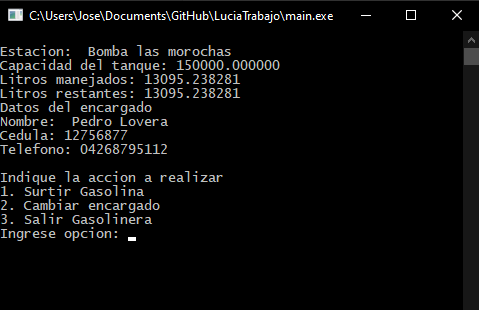 C:\Users\Jose\Documents\GitHub\LuciaTrabajo\main.exe
Estacion:  Bomba las morochas
Capacidad del tanque: 150000.000000
Litros manejados: 13095.238281
Litros restantes: 13095.238281
Datos del encargado
Nombre:  Pedro Lovera
Cedula: 12756877
Telefono: 04268795112
Indique la accion a realizar
1. Surtir Gasolina
2. Cambiar encargado
3. Salir Gasolinera
Ingrese opcion: